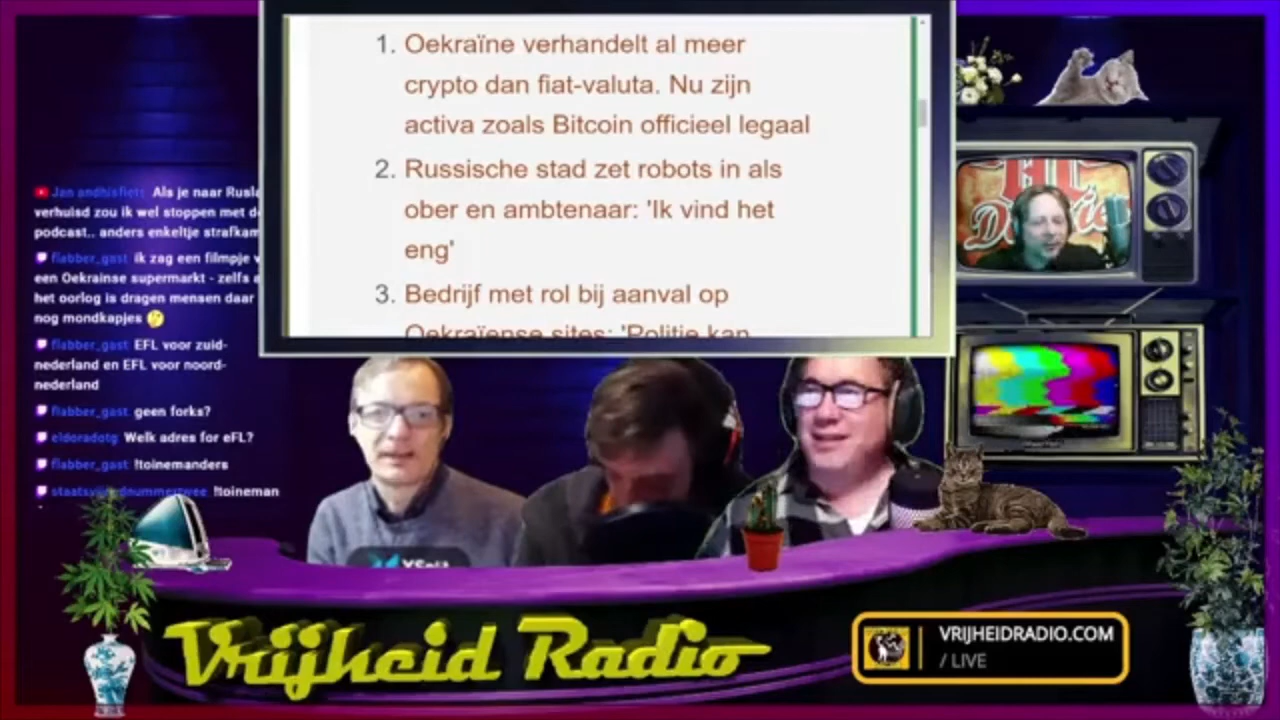 1. Oekraïne verhandelt al meer
crypto dan fiat-valuta. Nu zijn
activa zoals Bitcoin officieel legaal
2. Russische stad zet robots in als
ober en ambtenaar: 'Ik vind het
eng'
3. Bedrijf met rol bij aanval op
Oekraïense sites: 'Politie kan
Jan andhisfiets Als je naar Rusla
verhuisd zou ik wel stoppen met d
podcast.. anders enkeltje strafkam
flabber_gast ik zag een filmpje v
een Oekrainse supermarkt - zelfs a
het oorlog is dragen mensen daar
nog mondkapjes
flabber_gast EFL voor zuid-
nederland en EFL voor noord-
nederland
flabber_gast geen forks?
eldoradotg Welk adres for eFL?
flabber_gast !toinemanders
!toineman
Vrijheid Radio
VRIJHEIDRADIO.COM
/ LIVE